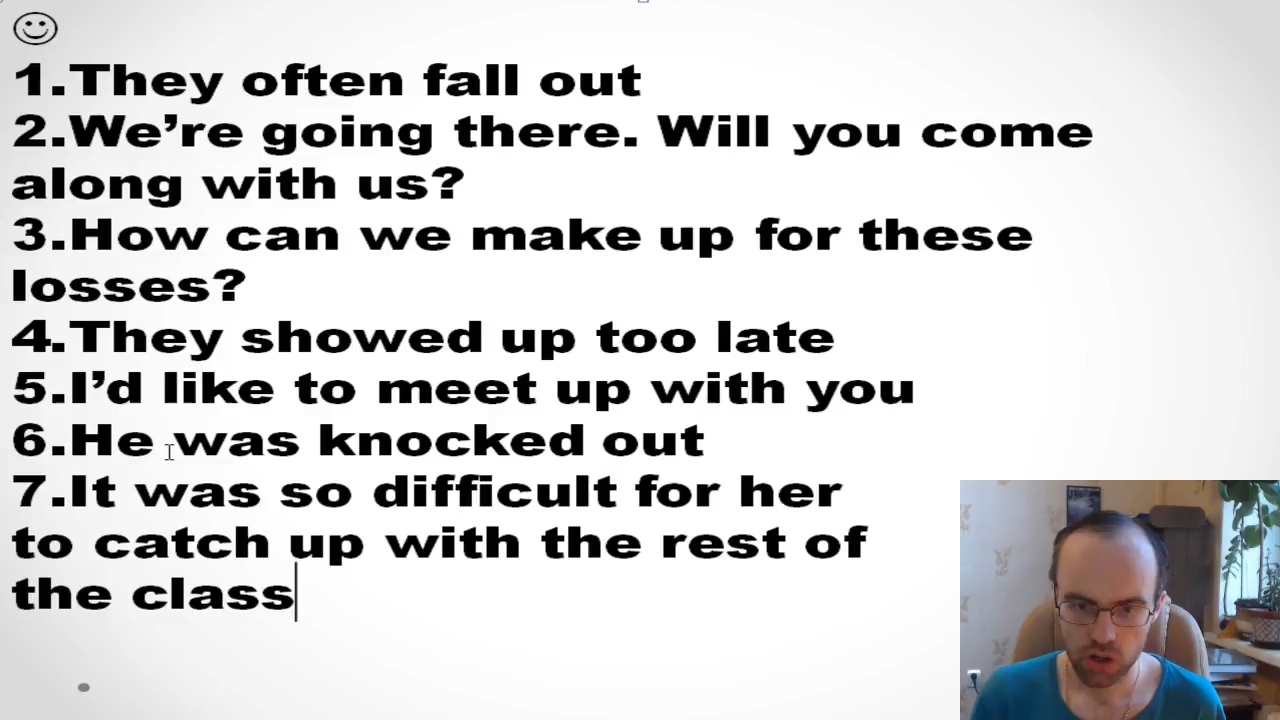 1.They often fall out
2.We’re going there. Will you come
along with us?
3.How can we make up for these
losses?
4.They showed up too late
5.I’d like to meet up with you
6.He was knocked out
7.It was so difficult for her
to catch up with the rest of
the class